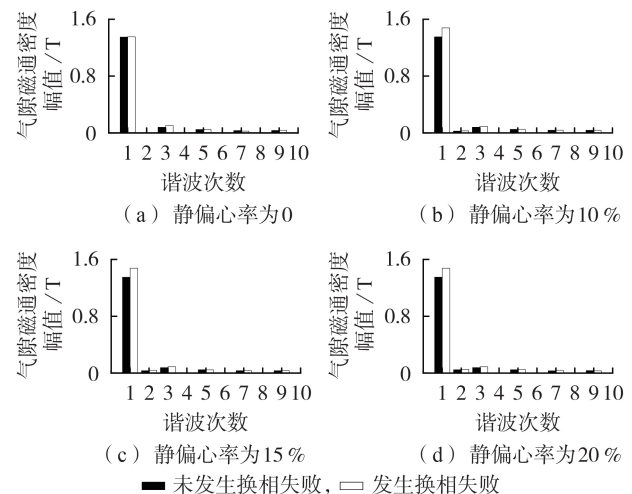 气隙磁通密度
幅值/T
1.6
0.8
0
1 2 3 4 5 6 7 8 9 10
谐波次数
(a) 静偏心率为0
气隙磁通密度
幅值/T
1.6
0.8
0
1 2 3 4 5 6 7 8 9 10
谐波次数
(b) 静偏心率为10%
气隙磁通密度
幅值/T
1.6
0.8
0
1 2 3 4 5 6 7 8 9 10
谐波次数
(c) 静偏心率为15%
气隙磁通密度
幅值/T
1.6
0.8
0
1 2 3 4 5 6 7 8 9 10
谐波次数
(d) 静偏心率为20%
未发生换相失败, 发生换相失败